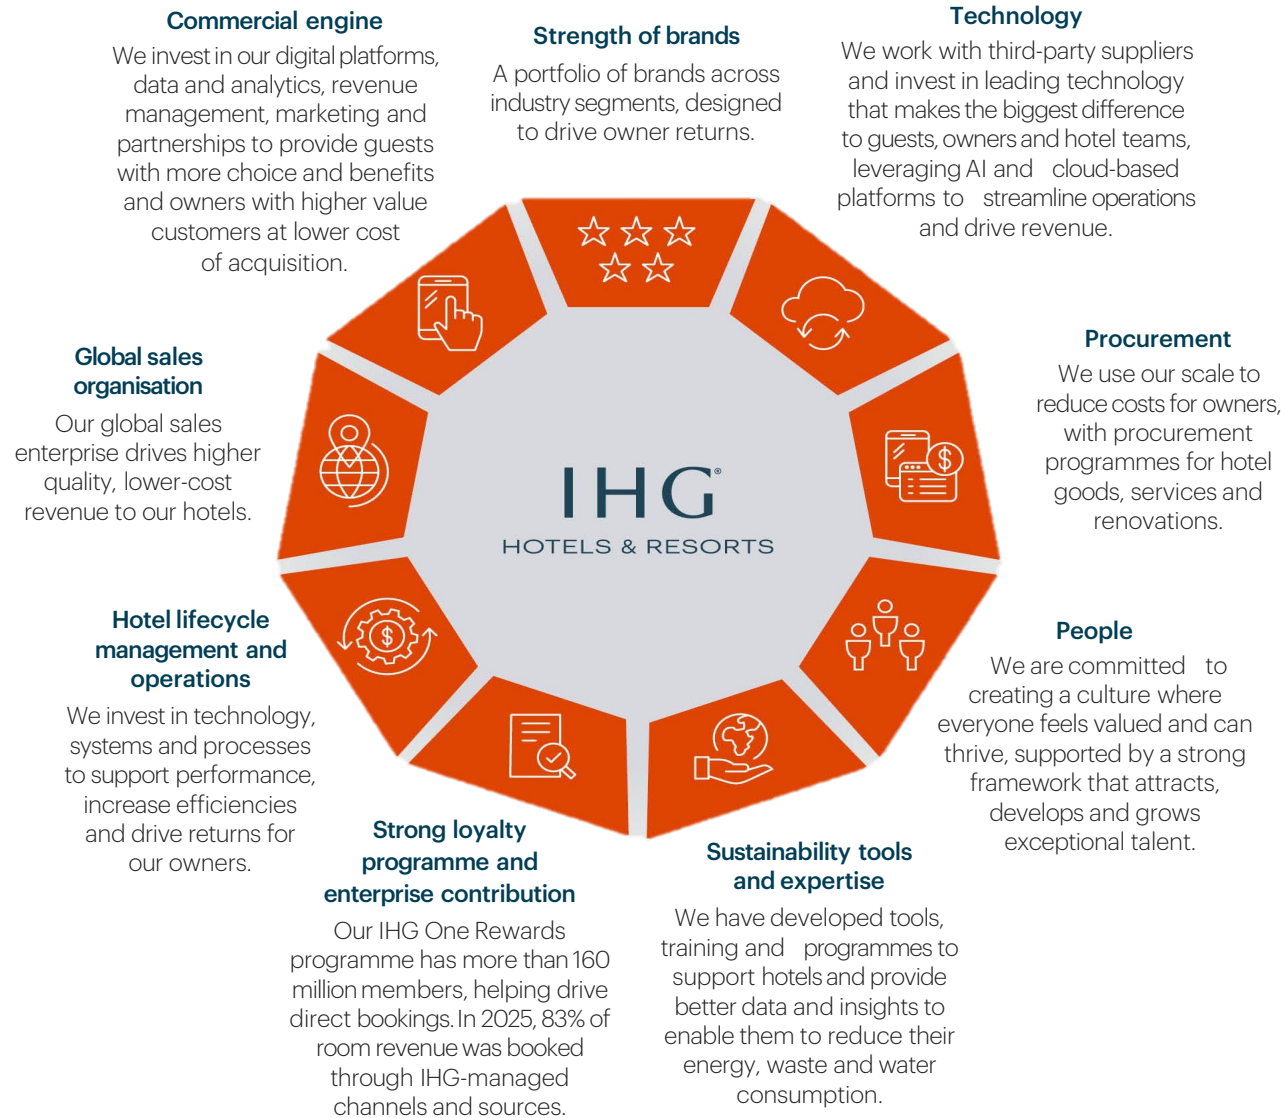 Commercial engine
We invest in our digital platforms,
data and analytics, revenue
management, marketing and
partnerships to provide guests
with more choice and benefits
and owners with higher value
customers at lower cost
of acquisition.
Strength of brands
A portfolio of brands across
industry segments, designed
to drive owner returns.
Technology
We work with third-party suppliers
and invest in leading technology
that makes the biggest difference
to guests, owners and hotel teams,
leveraging AI and cloud-based
platforms to streamline operations
and drive revenue.
Procurement
We use our scale to
reduce costs for owners,
with procurement
programmes for hotel
goods, services and
renovations.
People
We are committed to
creating a culture where
everyone feels valued and can
thrive, supported by a strong
framework that attracts,
develops and grows
exceptional talent.
Sustainability tools
and expertise
We have developed tools,
training and programmes to
support hotels and provide
better data and insights to
enable them to reduce their
energy, waste and water
consumption.
Strong loyalty
programme and
enterprise contribution
Our IHG One Rewards
programme has more than 160
million members, helping drive
direct bookings. In 2025, 83% of
room revenue was booked
through IHG-managed
channels and sources.
Hotel lifecycle
management and
operations
We invest in technology,
systems and processes
to support performance,
increase efficiencies
and drive returns for
our owners.
Global sales
organisation
Our global sales
enterprise drives higher
quality, lower-cost
revenue to our hotels.
IHG®
HOTELS & RESORTS
$
$